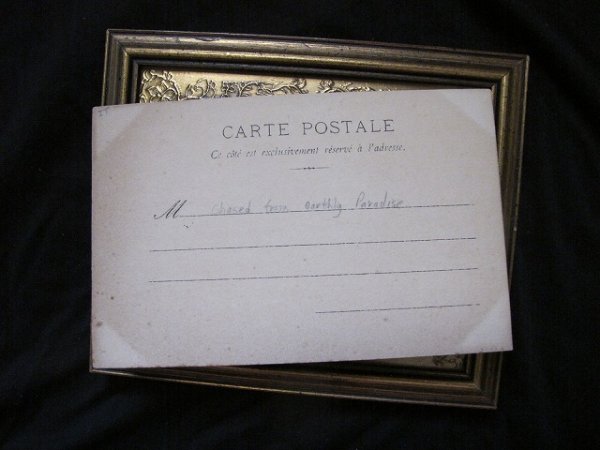 CARTE POSTALE
Ce côté est exclusivement réservé à l'adresse.
M chased from earthly Paradise